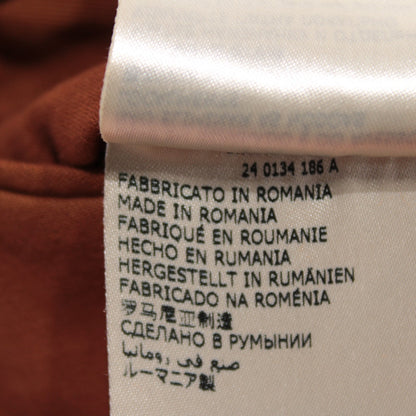 24 0134 186 A
FABBRICATO IN ROMANIA
MADE IN ROMANIA
FABRIQUÉ EN ROUMANIE
HECHO EN RUMANIA
HERGESTELLT IN RUMÄNIEN
FABRICADO NA ROMÉNIA
罗马尼亚制造
СДЕЛАНО В РУМЫНИИ
صنع في رومانيا
ルーマニア製